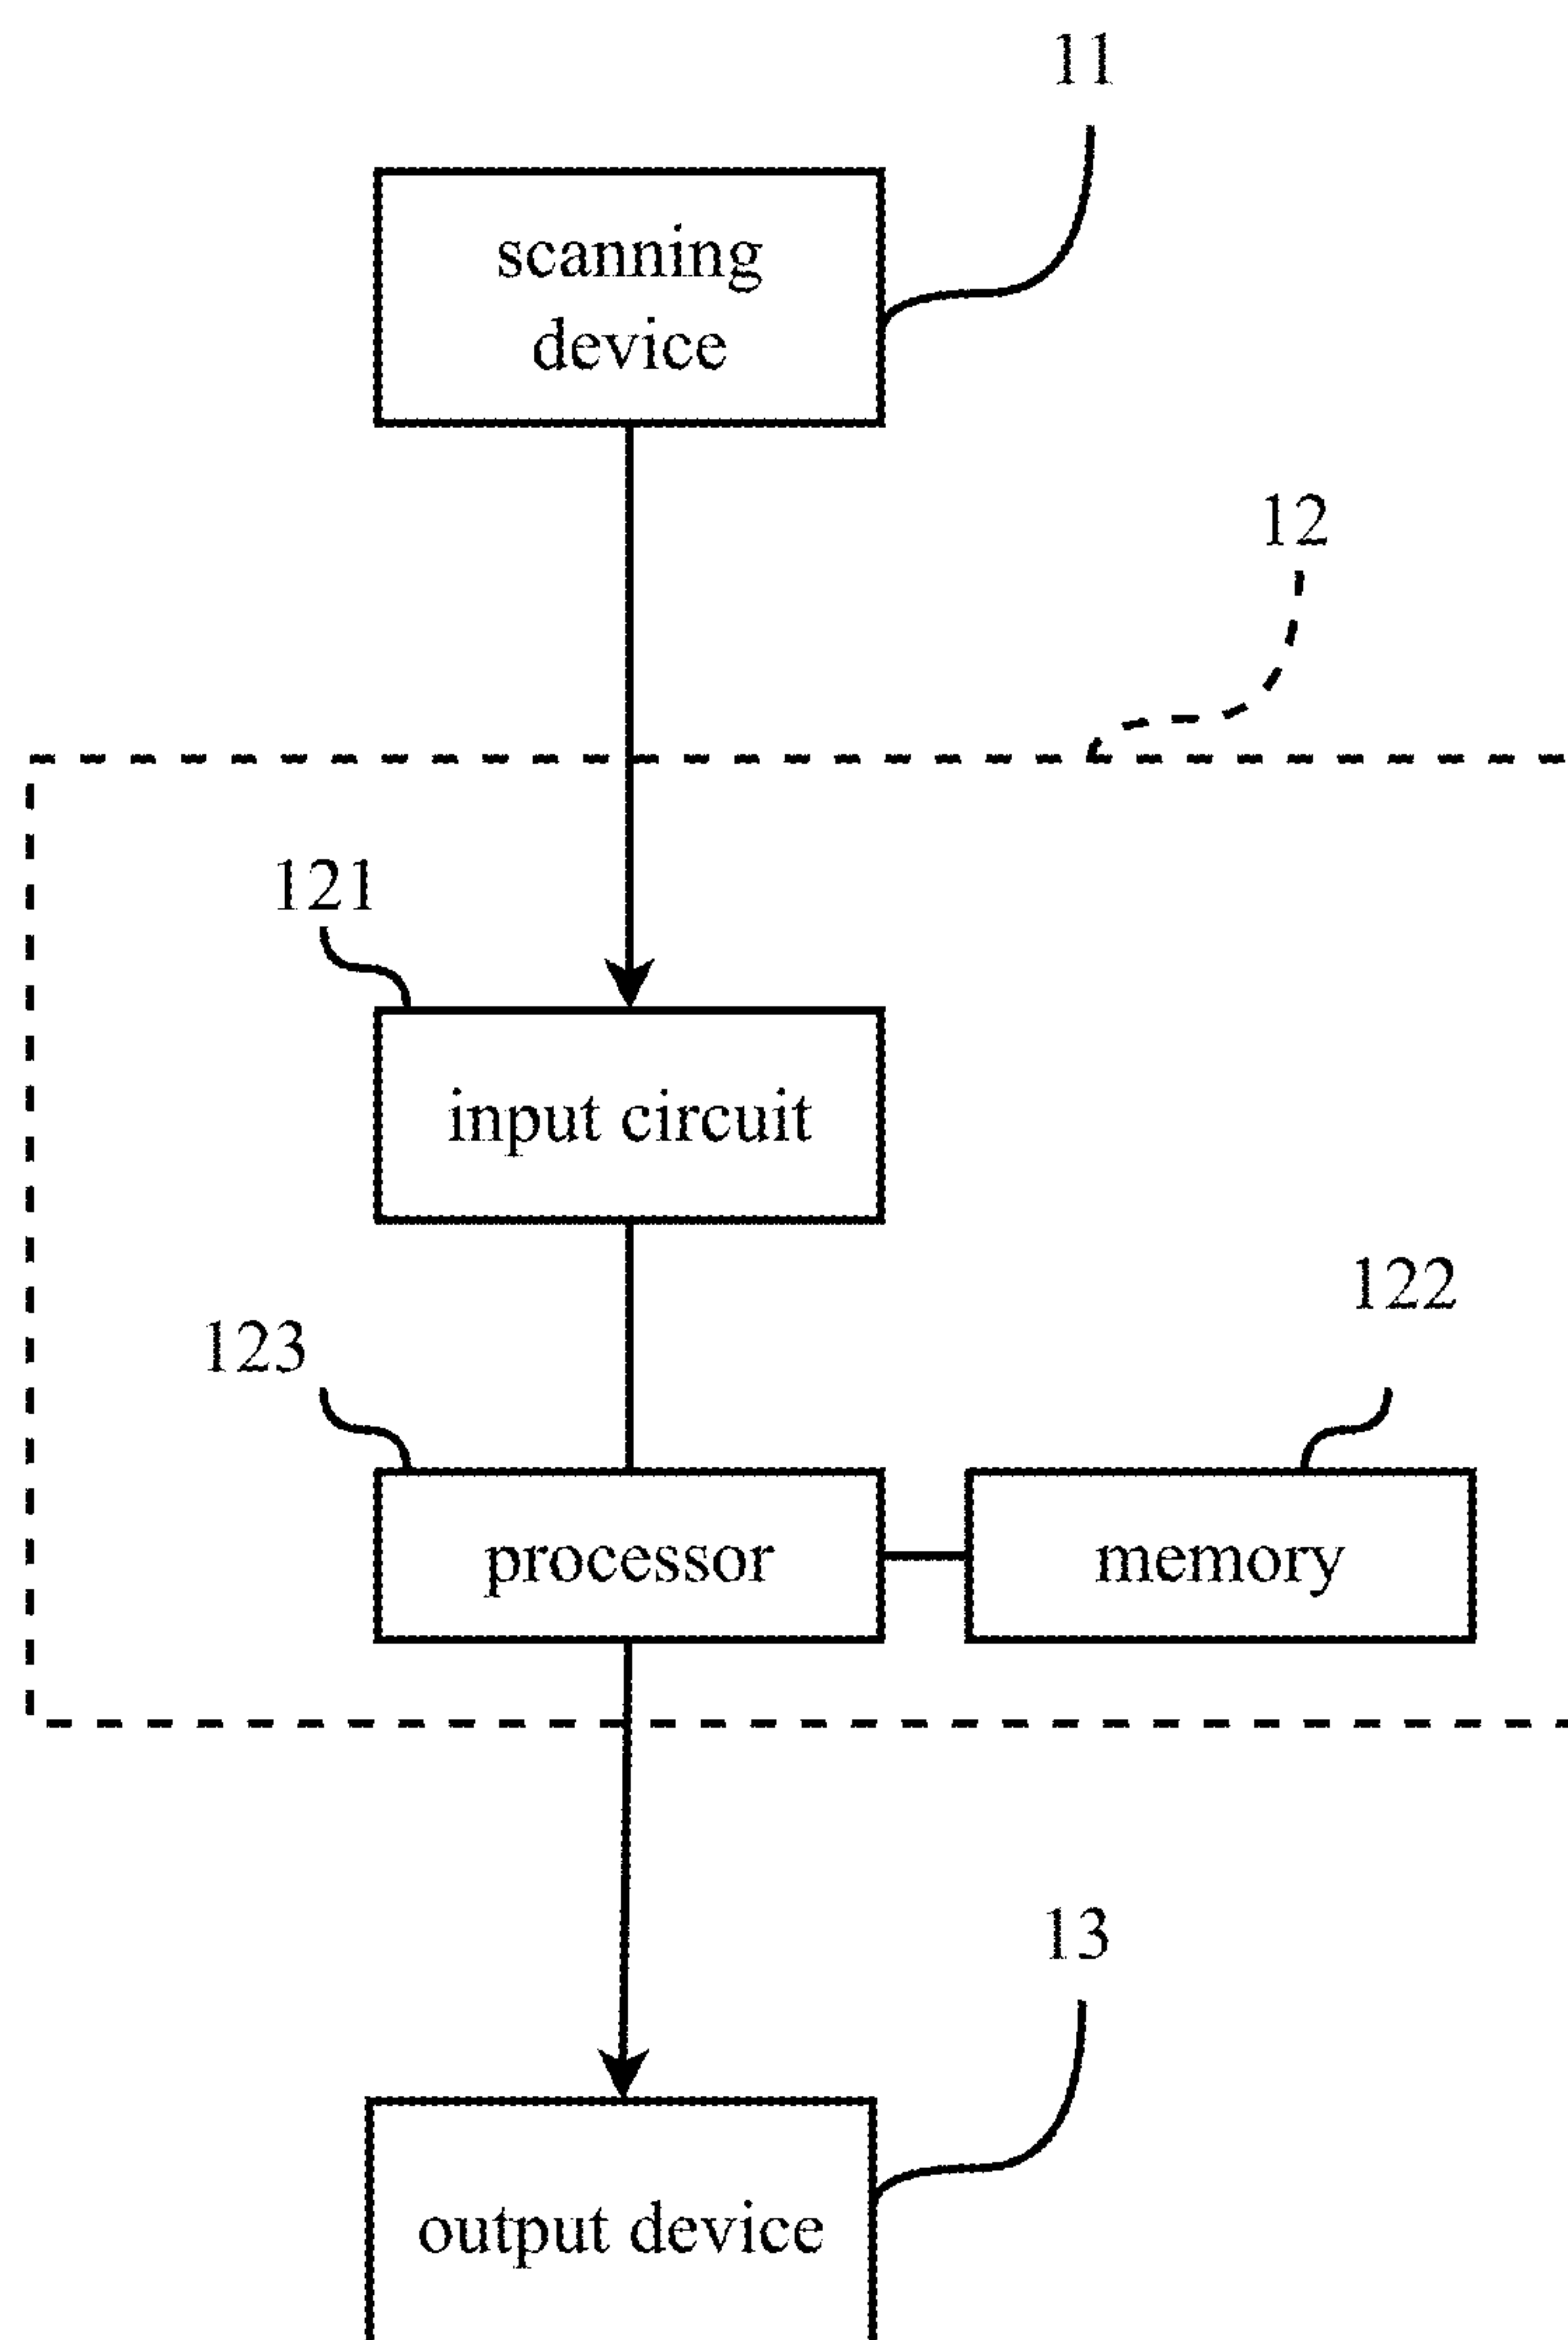 11
scanning
device
12
121
input circuit
122
123
processor
memory
13
output device